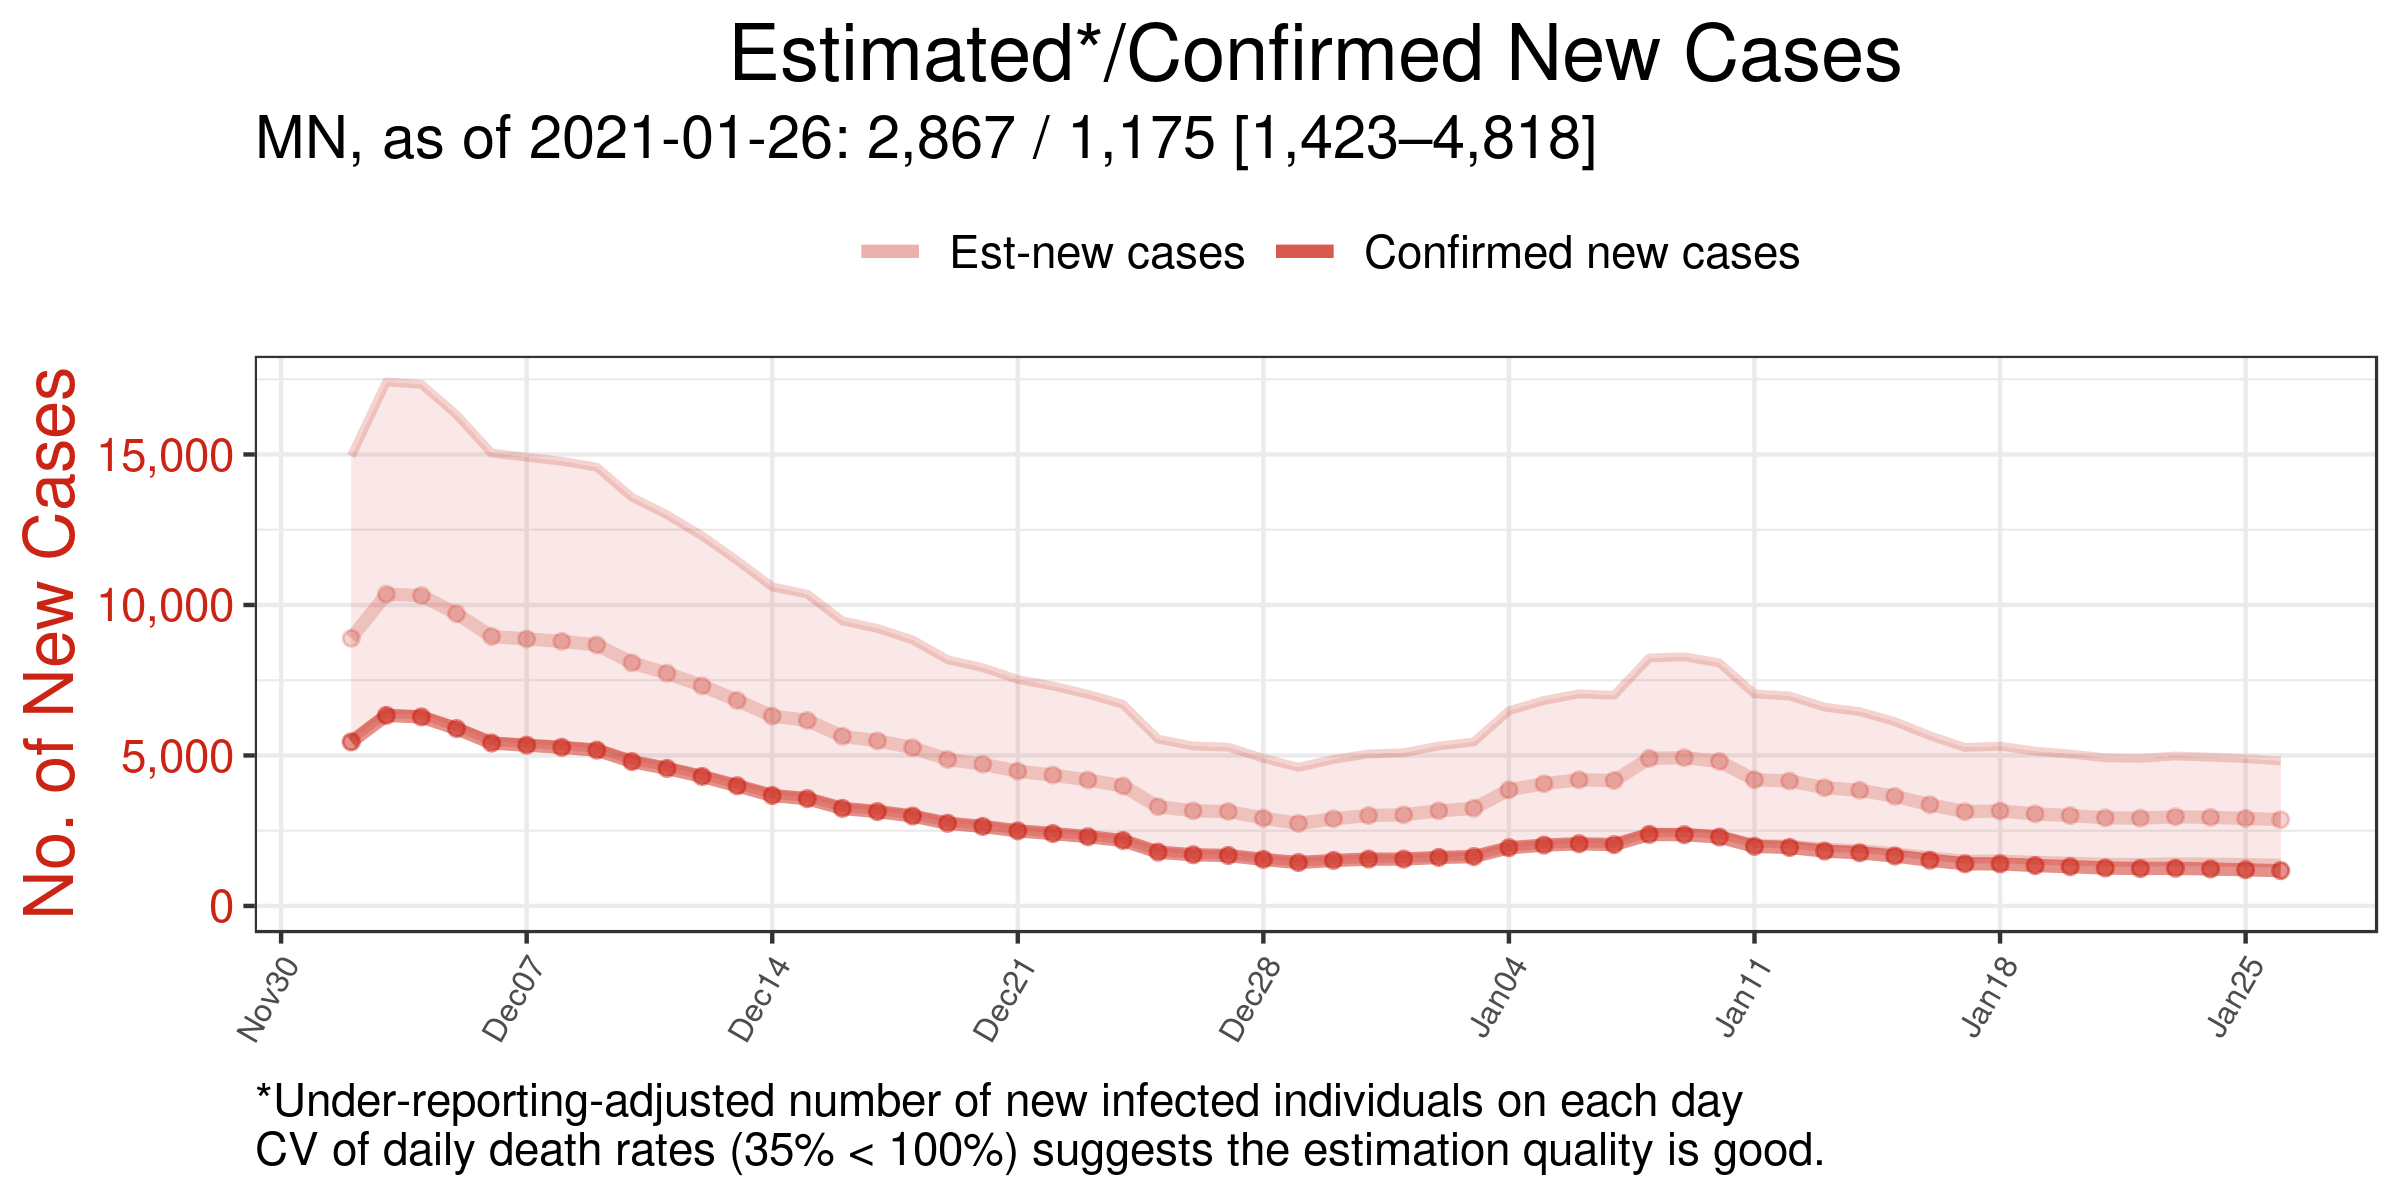 Estimated*/Confirmed New Cases
MN, as of 2021-01-26: 2,867 / 1,175 [1,423–4,818]
Est-new cases
Confirmed new cases
No. of New Cases
15,000
10,000
5,000
0
Nov30
Dec07
Dec14
Dec21
Dec28
Jan04
Jan11
Jan18
Jan25
*Under-reporting-adjusted number of new infected individuals on each day
CV of daily death rates (35% < 100%) suggests the estimation quality is good.